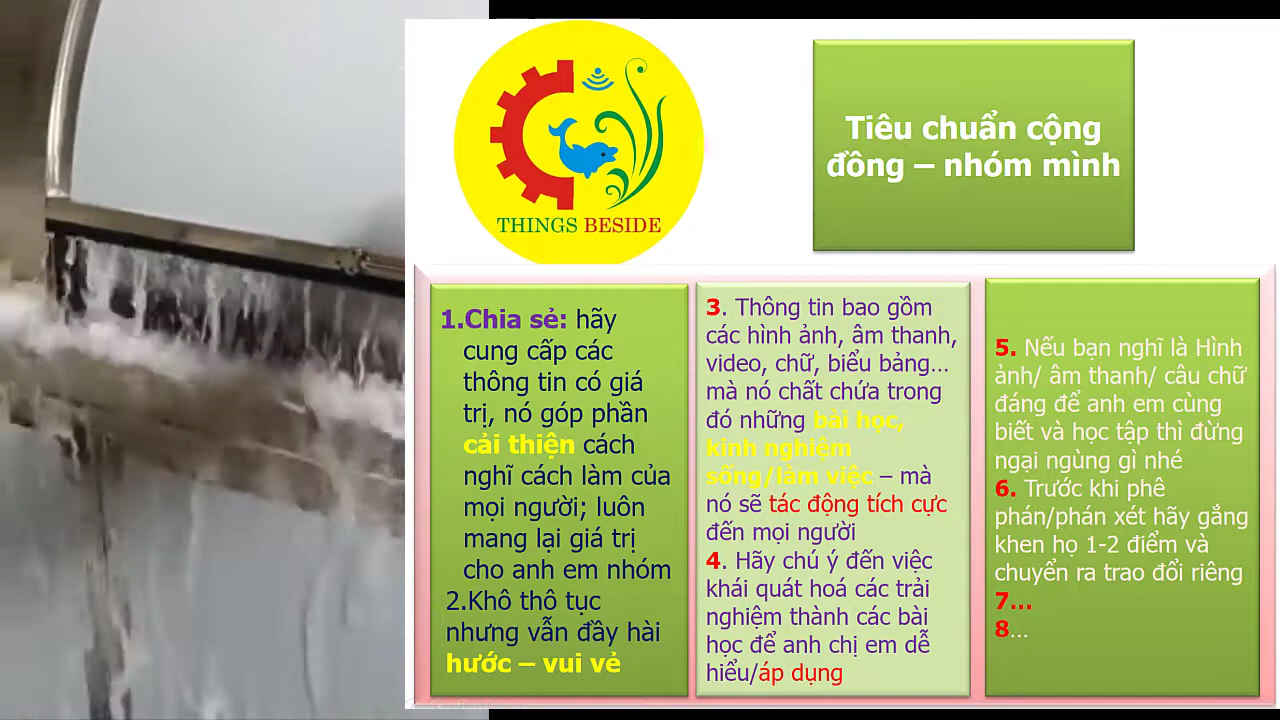 THINGS BESIDE
Tiêu chuẩn cộng
đồng – nhóm mình
1.Chia sẻ: hãy
cung cấp các
thông tin có giá
trị, nó góp phần
cải thiện cách
nghĩ cách làm của
mọi người; luôn
mang lại giá trị
cho anh em nhóm
2.Khô thô tục
nhưng vẫn đầy hài
hước – vui vẻ
3. Thông tin bao gồm
các hình ảnh, âm thanh,
video, chữ, biểu bảng...
mà nó chất chứa trong
đó những bài học,
kinh nghiệm
sống/làm việc – mà
nó sẽ tác động tích cực
đến mọi người
4. Hãy chú ý đến việc
khái quát hoá các trải
nghiệm thành các bài
học để anh chị em dễ
hiểu/áp dụng
5. Nếu bạn nghĩ là Hình
ảnh/ âm thanh/ câu chữ
đáng để anh em cùng
biết và học tập thì đừng
ngại ngùng gì nhé
6. Trước khi phê
phán/phán xét hãy gắng
khen họ 1-2 điểm và
chuyển ra trao đổi riêng
7...
8...